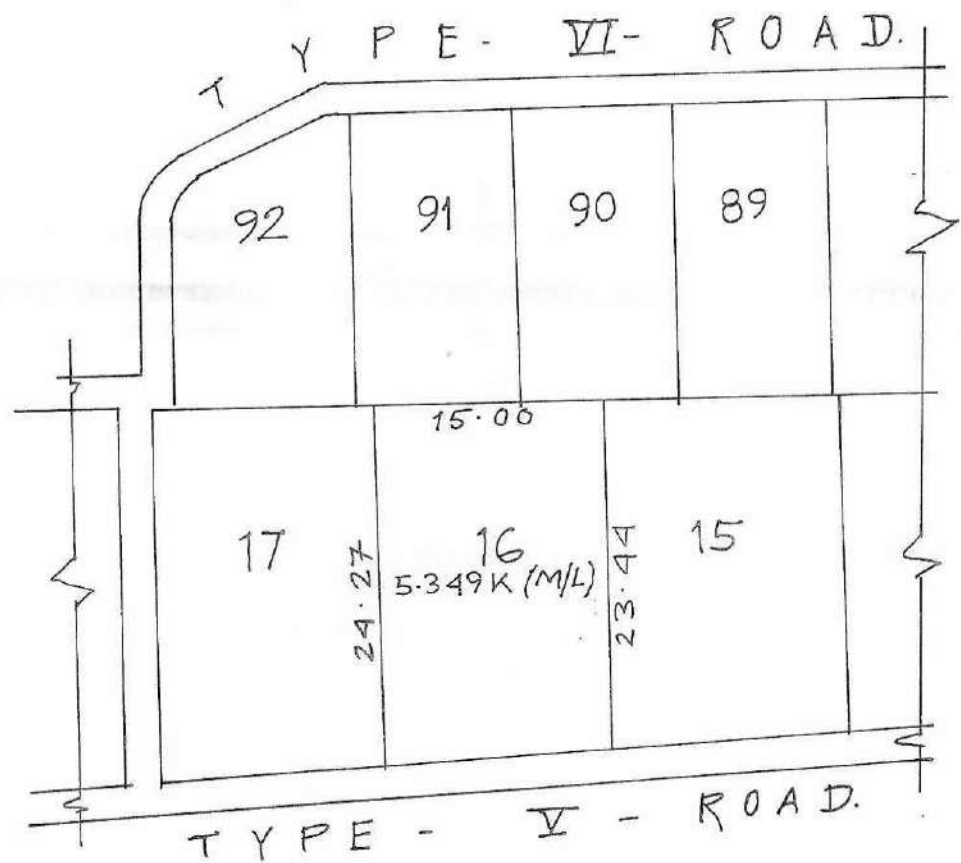 TYPE - VI - ROAD.
92 91 90 89
15.00
17 16 15
5.349K (M/L)
24.27 23.44
TYPE - V - ROAD.